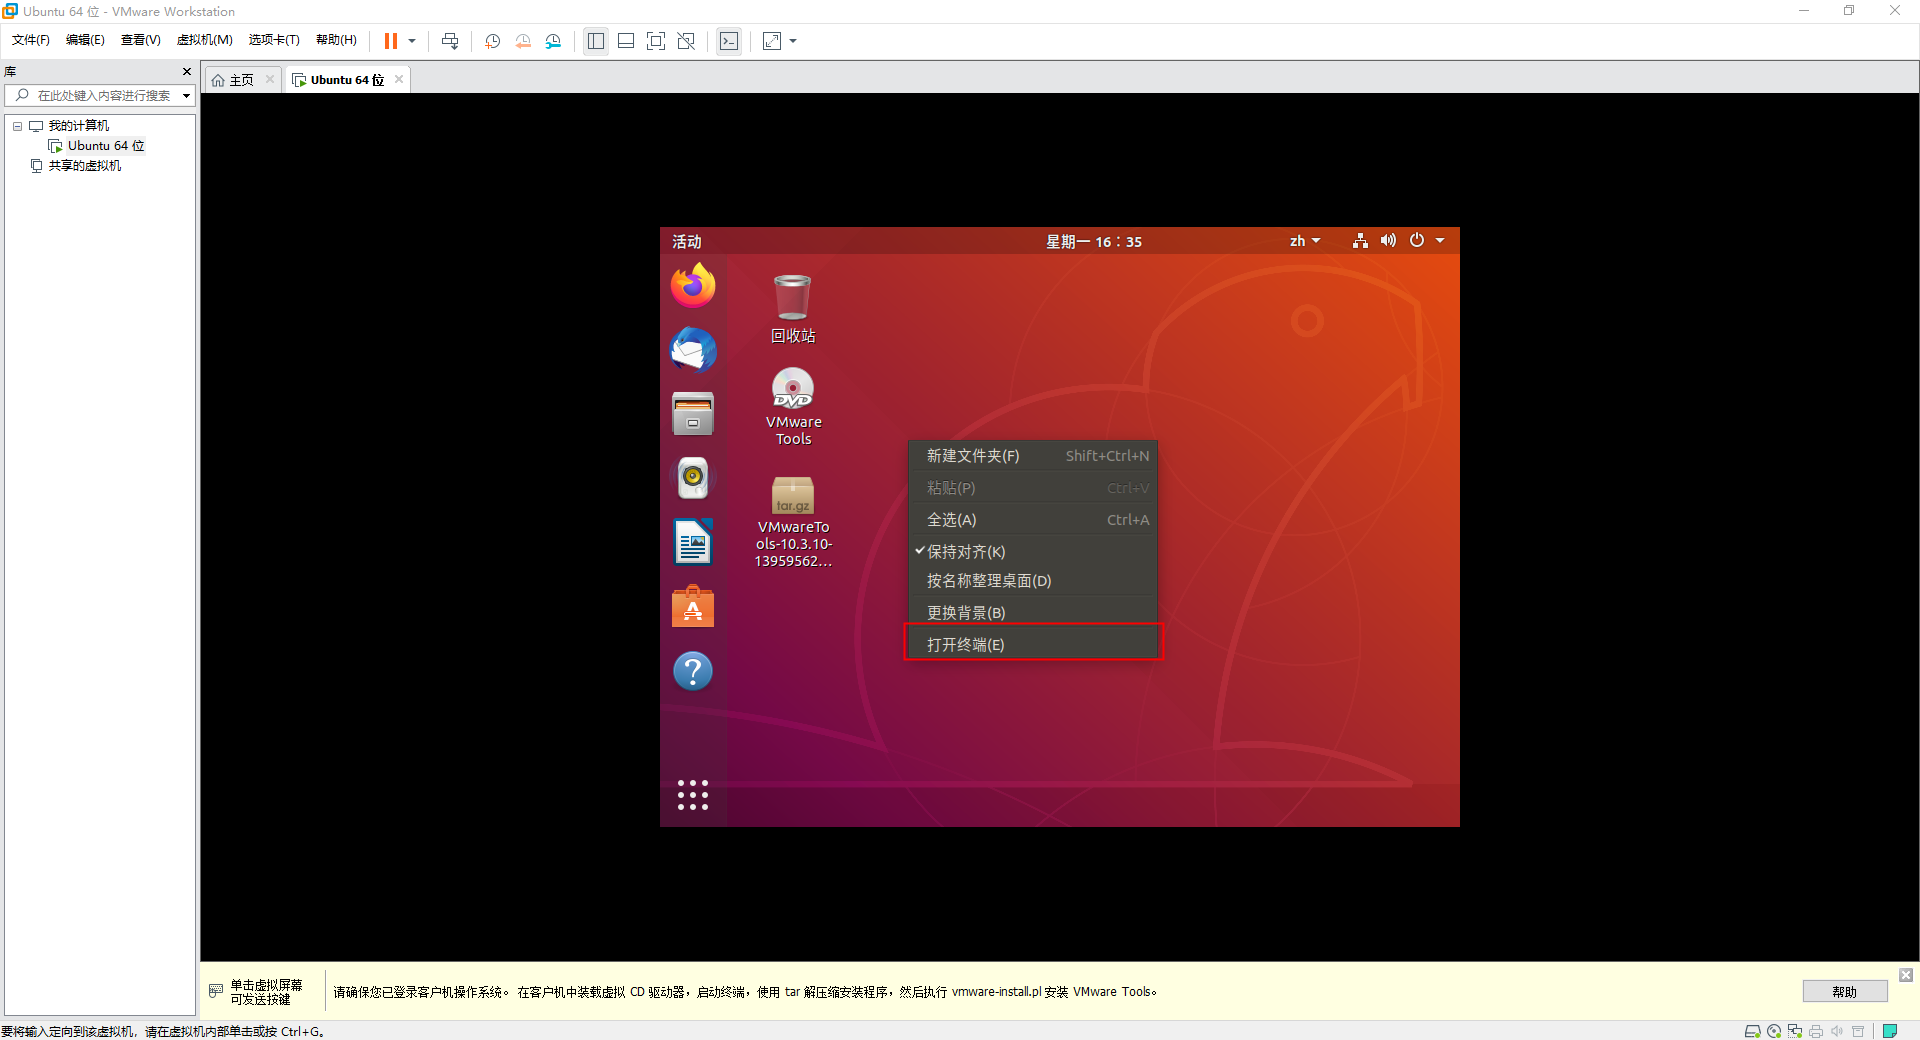 Ubuntu 64 位 - VMware Workstation
文件(F) 编辑(E) 查看(V) 虚拟机(M) 选项卡(T) 帮助(H)
库
在此处键入内容进行搜索
我的计算机
Ubuntu 64 位
共享的虚拟机
主页
Ubuntu 64 位
活动
星期一 16：35
zh
回收站
DVD
VMware
Tools
tar.gz
VMwareTo
ols-10.3.10-
13959562...
新建文件夹(F) Shift+Ctrl+N
粘贴(P) Ctrl+V
全选(A) Ctrl+A
保持对齐(K)
按名称整理桌面(D)
更换背景(B)
打开终端(E)
单击虚拟屏幕
可发送按键
请确保您已登录客户机操作系统。在客户机中装载虚拟 CD 驱动器，启动终端，使用 tar 解压缩安装程序，然后执行 vmware-install.pl 安装 VMware Tools。
帮助
要将输入定向到该虚拟机，请在虚拟机内部单击或按 Ctrl+G。